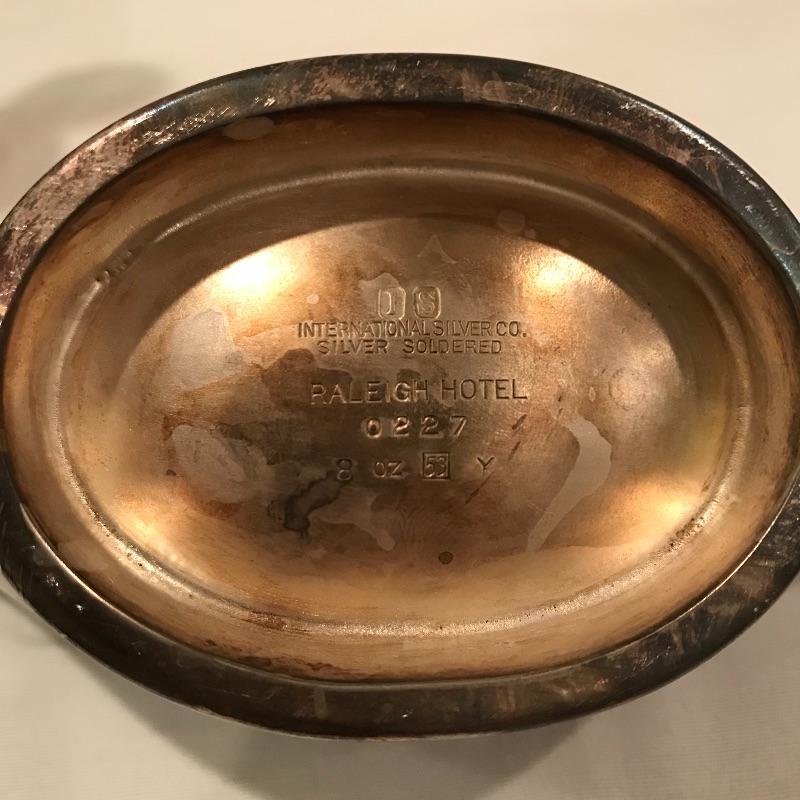 IS
INTERNATIONAL SILVER CO.
SILVER SOLDERED
RALEIGH HOTEL
0227
8 OZ 53 Y